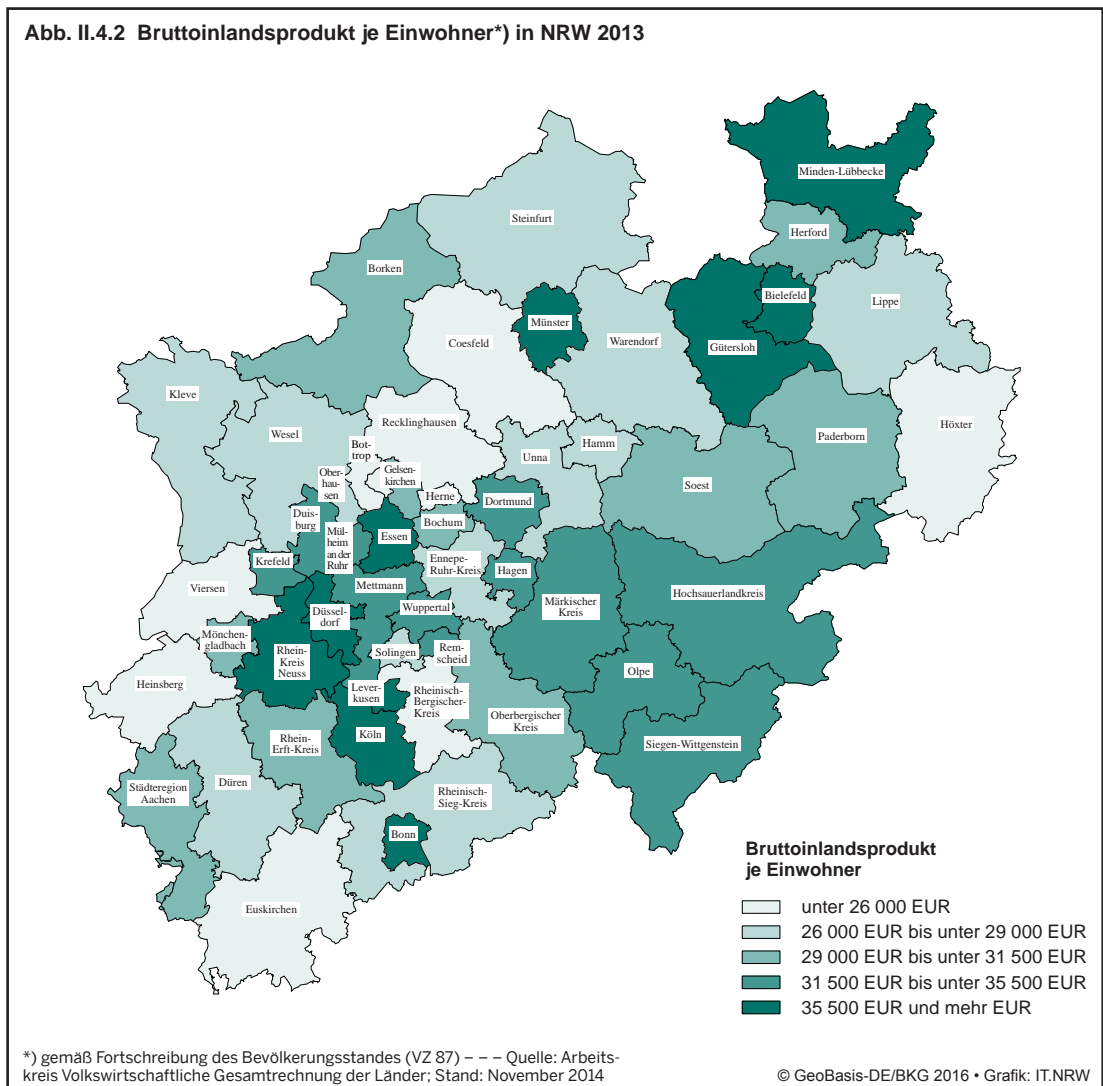 Abb. II.4.2 Bruttoinlandsprodukt je Einwohner*) in NRW 2013
Minden-Lübbecke
Steinfurt
Herford
Borken
Bielefeld
Lippe
Münster
Coesfeld
Warendorf
Gütersloh
Kleve
Recklinghausen
Höxter
Wesel
Bot-
trop
Hamm
Paderborn
Unna
Ober-
hau-
sen
Gelsen-
kirchen
Soest
Herne
Dortmund
Duis-
burg
Bochum
Essen
Mülheim
an der
Ruhr
Krefeld
Ennepe-
Ruhr-Kreis
Hagen
Mettmann
Viersen
Hochsauerlandkreis
Wuppertal
Märkischer
Kreis
Düssel-
dorf
Mönchen-
gladbach
Rhein-
Kreis
Neuss
Solingen
Rem-
scheid
Olpe
Heinsberg
Lever-
kusen
Rheinisch-
Bergischer-
Kreis
Oberbergischer
Kreis
Köln
Rhein-
Erft-Kreis
Siegen-Wittgenstein
Städteregion
Aachen
Düren
Rheinisch-
Sieg-Kreis
Bonn
Euskirchen
Bruttoinlandsprodukt
je Einwohner
unter 26 000 EUR
26 000 EUR bis unter 29 000 EUR
29 000 EUR bis unter 31 500 EUR
31 500 EUR bis unter 35 500 EUR
35 500 EUR und mehr EUR
*) gemäß Fortschreibung des Bevölkerungsstandes (VZ 87) – – – Quelle: Arbeits-
kreis Volkswirtschaftliche Gesamtrechnung der Länder; Stand: November 2014
© GeoBasis-DE/BKG 2016 • Grafik: IT.NRW